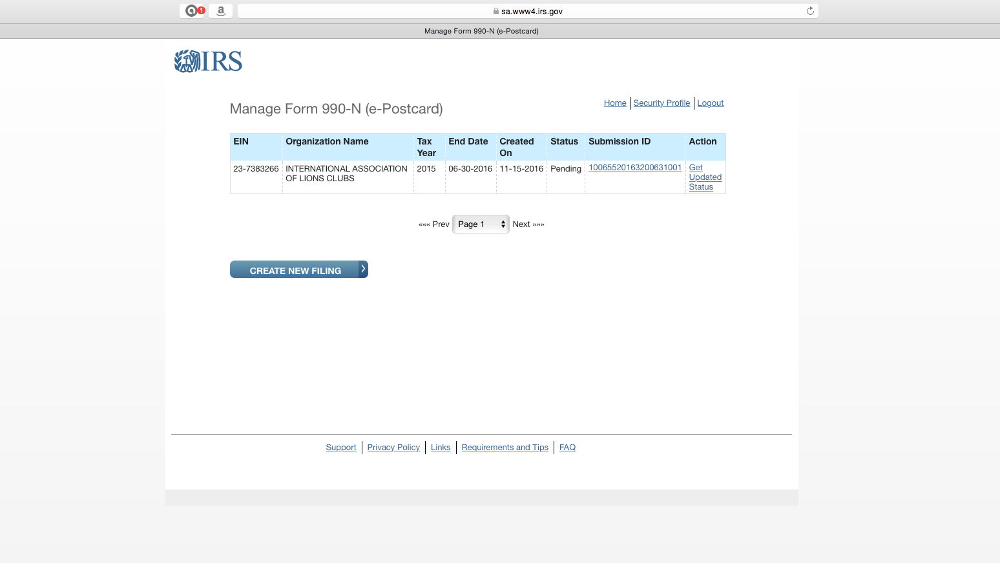 1
a
sa.www4.irs.gov
Manage Form 990-N (e-Postcard)
IRS
Manage Form 990-N (e-Postcard)
Home Security Profile Logout
EIN Organization Name Tax Year End Date Created On Status Submission ID Action
23-7383266 INTERNATIONAL ASSOCIATION OF LIONS CLUBS 2015 06-30-2016 11-15-2016 Pending 10065520163200631001 Get Updated Status
««« Prev Page 1 Next »»»
CREATE NEW FILING
Support Privacy Policy Links Requirements and Tips FAQ